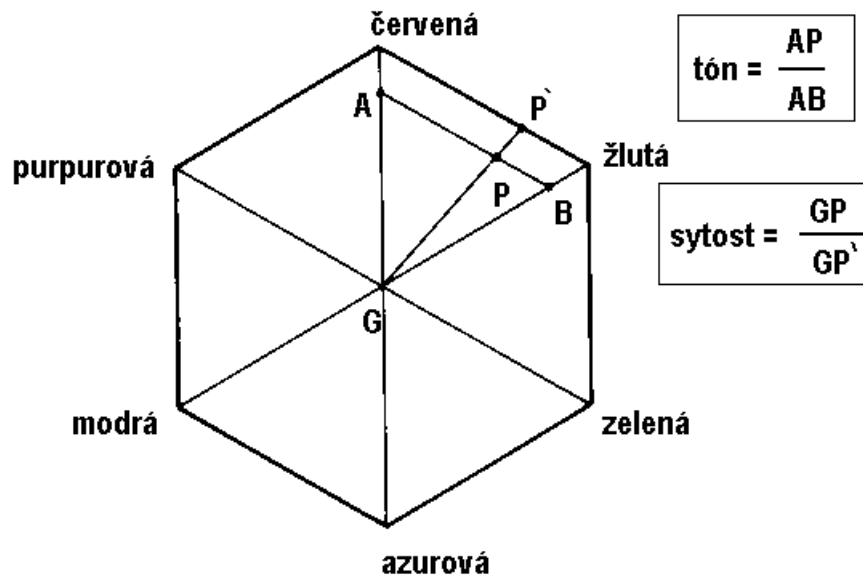 červená
tón = AP
AB
A
P`
purpurová
žlutá
P
B
sytost = GP
GP`
G
modrá
zelená
azurová